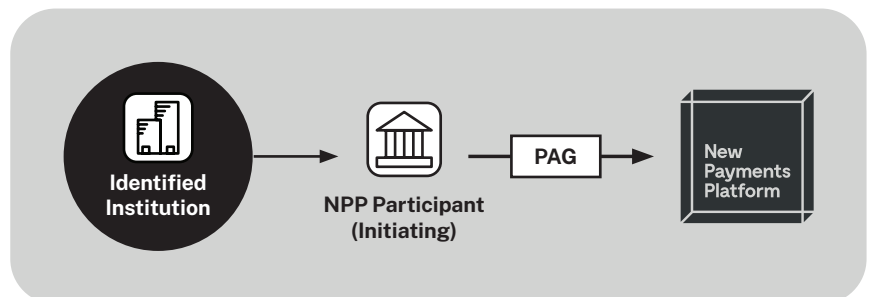 Identified
Institution
NPP Participant
(Initiating)
PAG
New
Payments
Platform